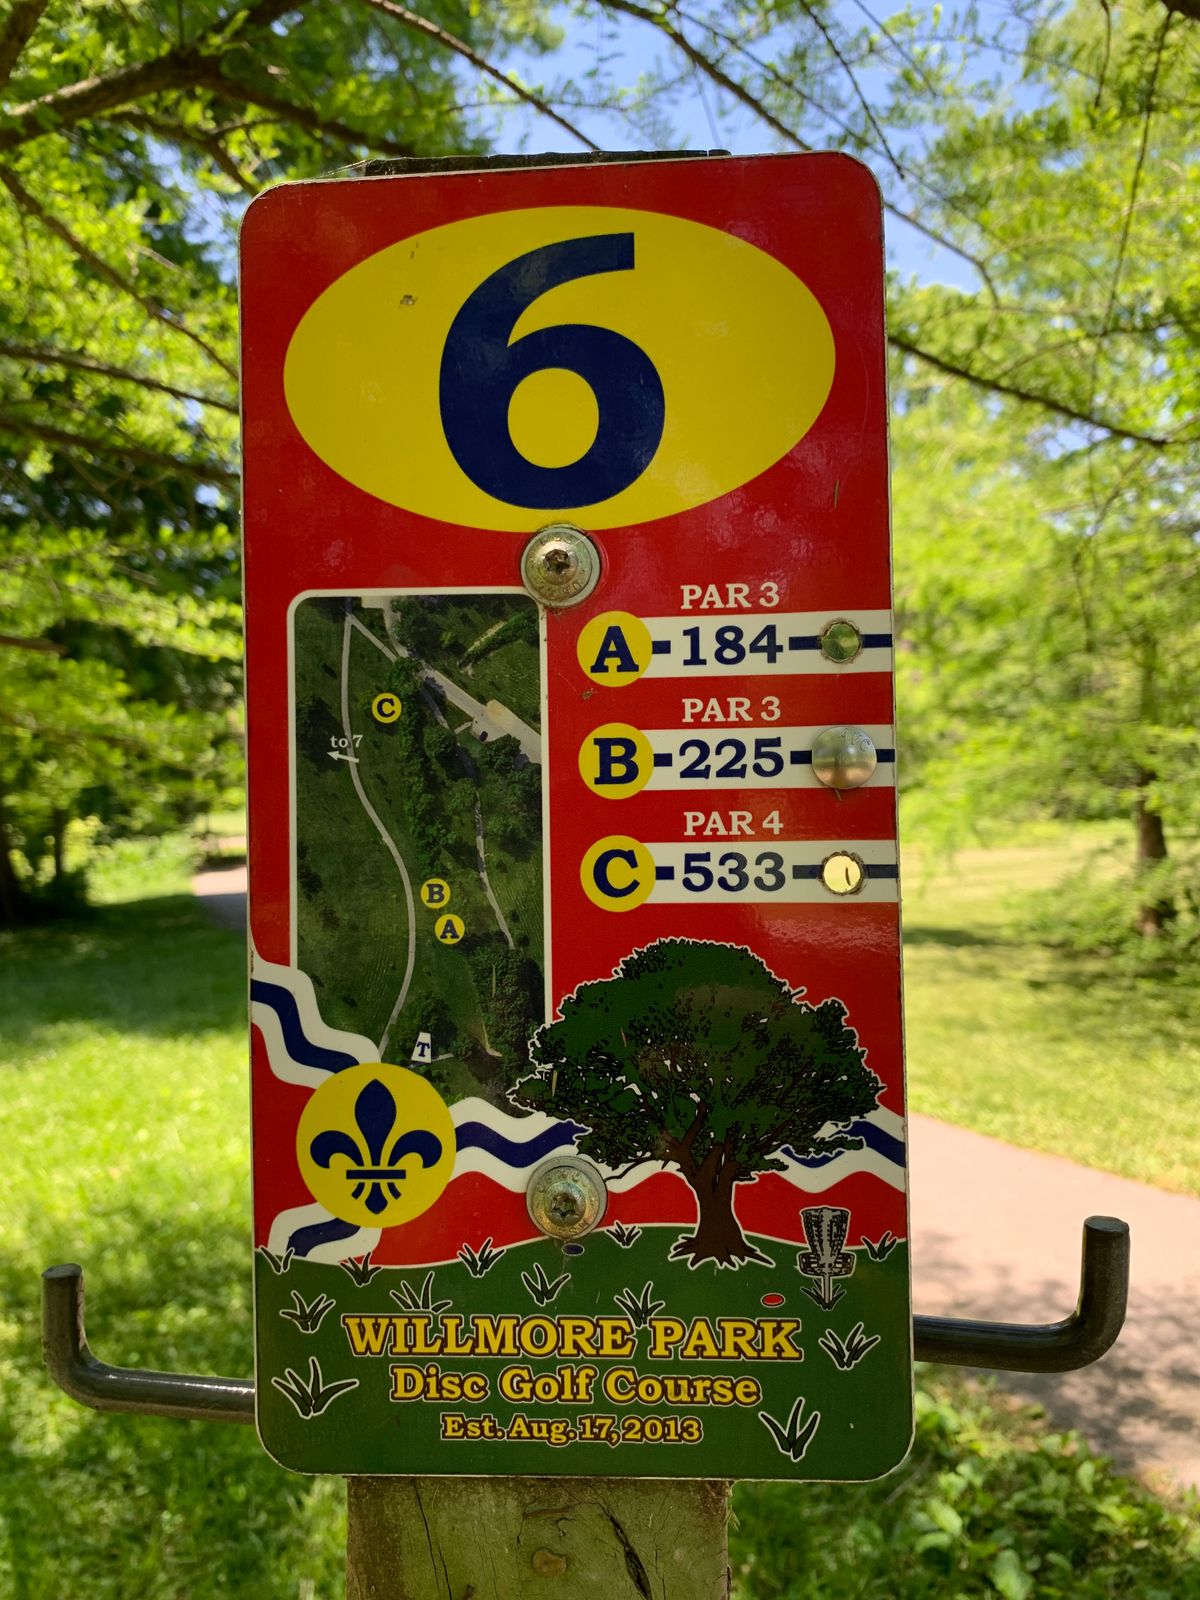 6
PAR 3
A 184
PAR 3
B 225
PAR 4
C 533
C
to 7
B
A
T
WILLMORE PARK
Disc Golf Course
Est. Aug. 17, 2013